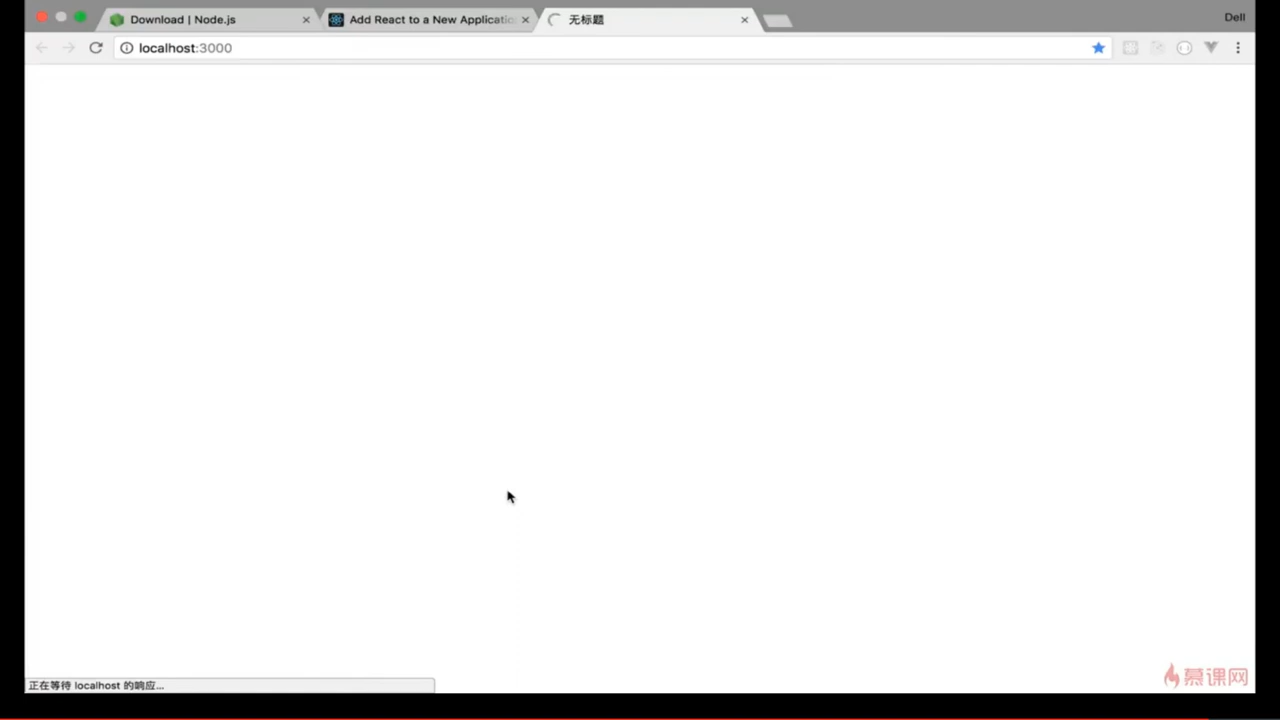 Download | Node.js
Add React to a New Applicatio
无标题
Dell
localhost:3000
正在等待 localhost 的响应...
慕课网